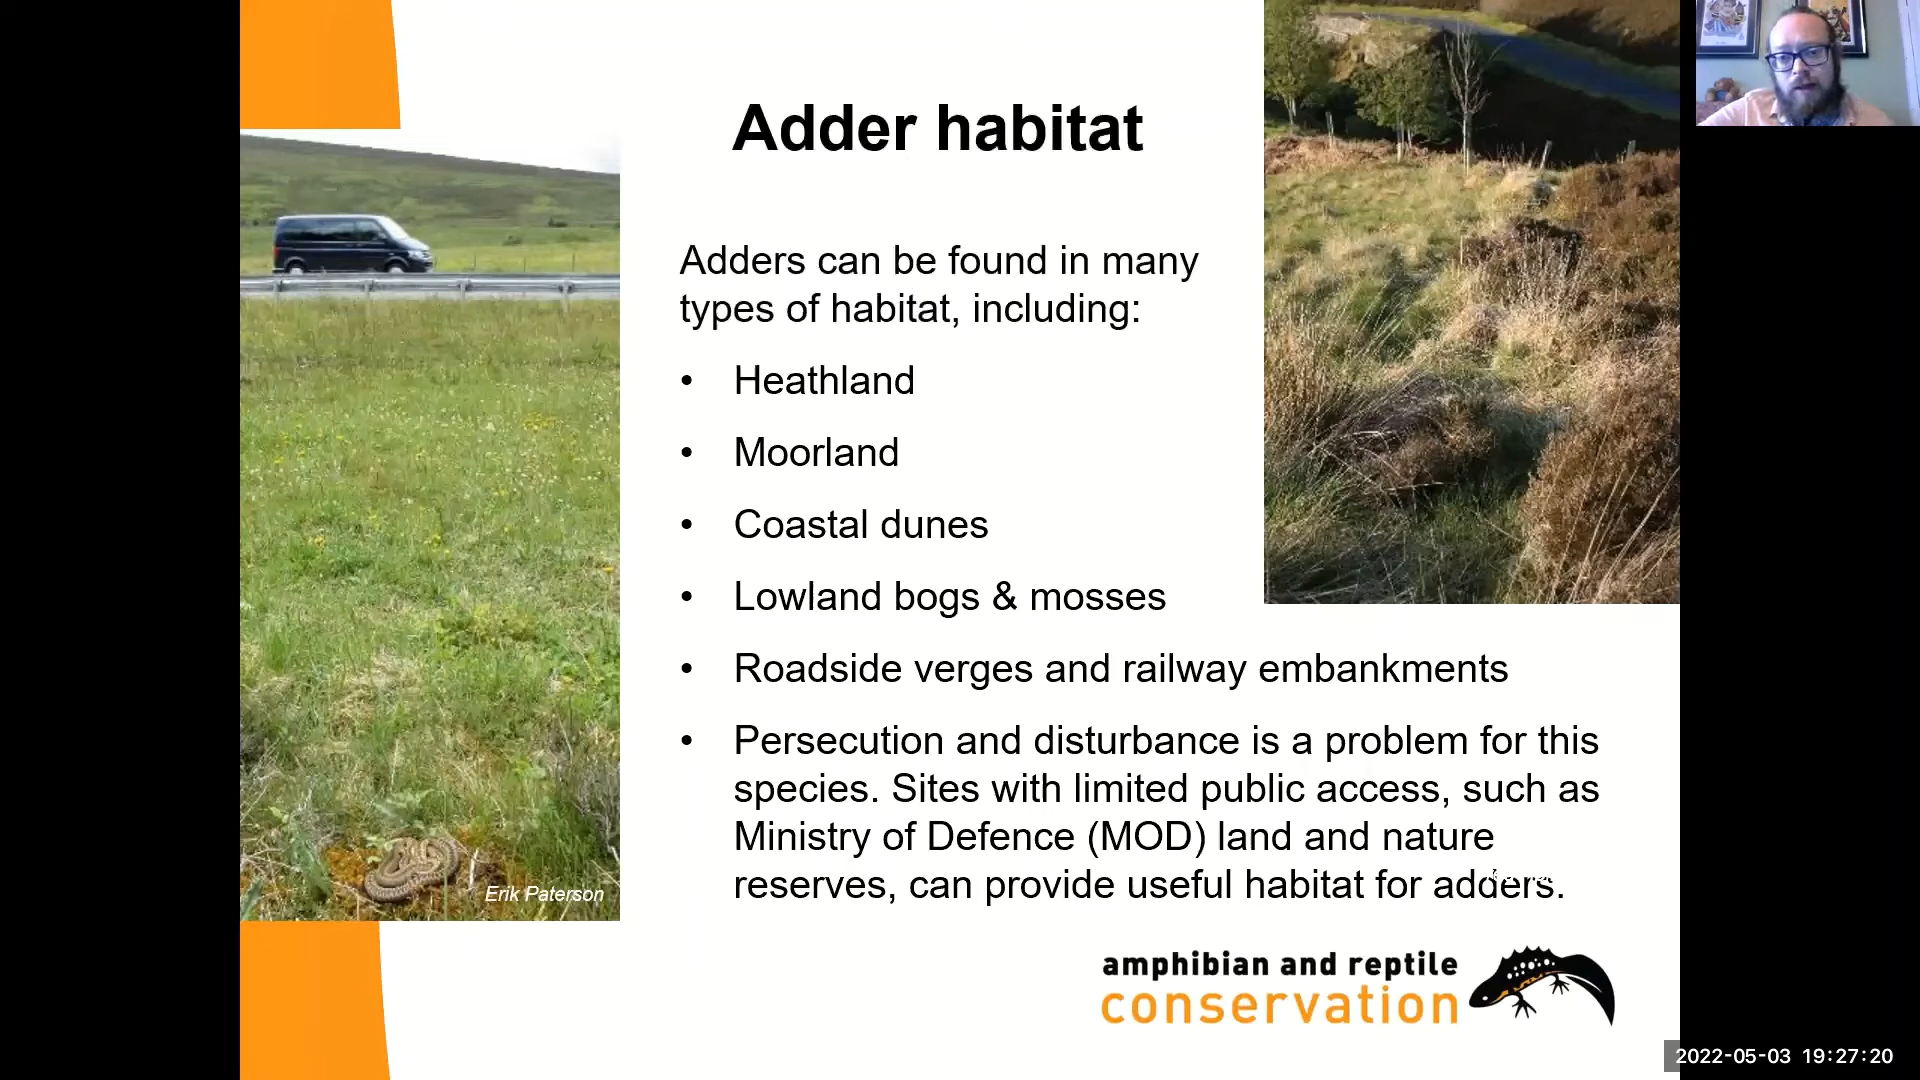 Adder habitat
Adders can be found in many
types of habitat, including:
• Heathland
• Moorland
• Coastal dunes
• Lowland bogs & mosses
• Roadside verges and railway embankments
• Persecution and disturbance is a problem for this
species. Sites with limited public access, such as
Ministry of Defence (MOD) land and nature
reserves, can provide useful habitat for adders.
Erik Paterson
amphibian and reptile
conservation
2022-05-03 19:27:20